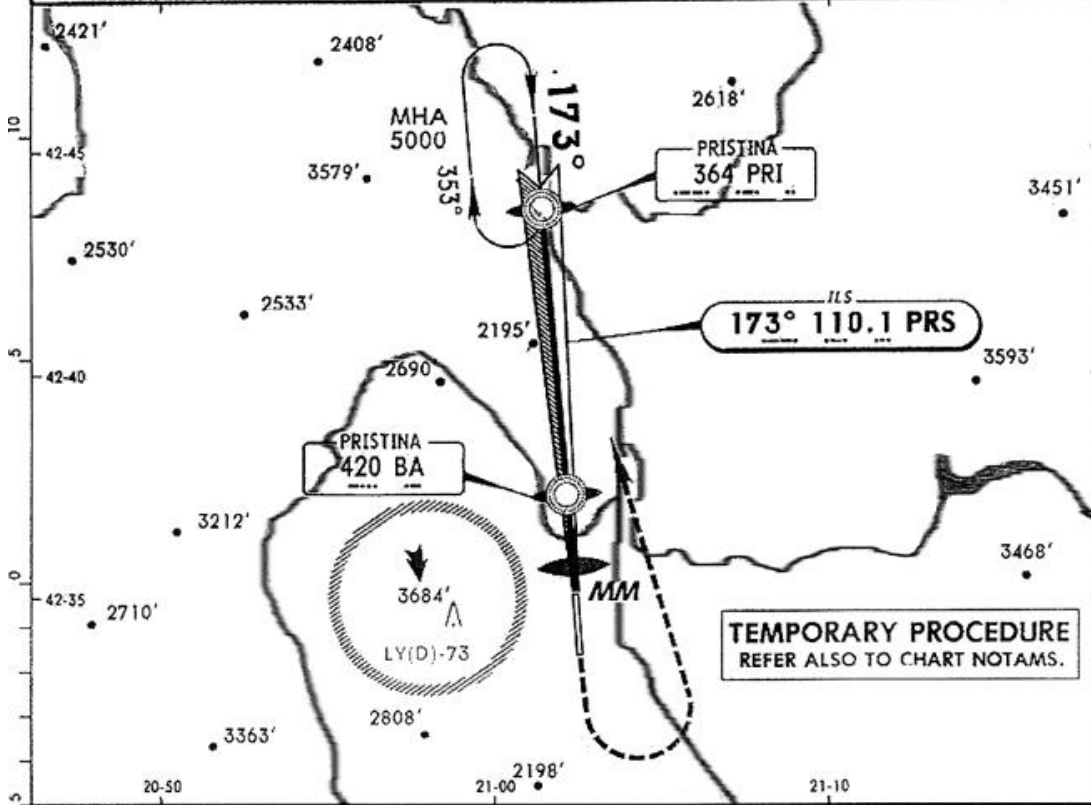 2421'
2408'
2618'
MHA
5000
173°
353°
10
42-45
3579'
PRISTINA
364 PRI
3451'
2530'
2533'
ILS
173° 110.1 PRS
2195'
5
42-40
2690
3593'
PRISTINA
420 BA
3212'
3468'
0
42-35
3684'
MM
2710'
LY(D)-73
TEMPORARY PROCEDURE
REFER ALSO TO CHART NOTAMS.
2808'
3363'
2198'
5
20-50
21-00
21-10